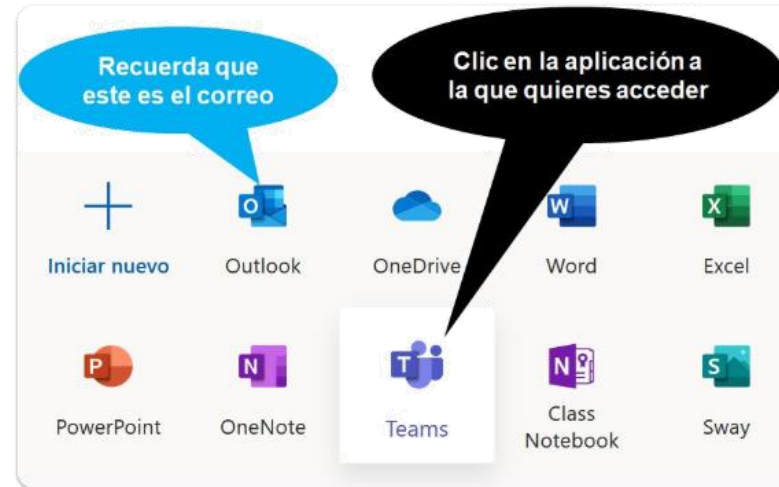 Recuerda que
este es el correo
Clic en la aplicación a
la que quieres acceder
Iniciar nuevo
Outlook
OneDrive
Word
Excel
PowerPoint
OneNote
Teams
Class
Notebook
Sway